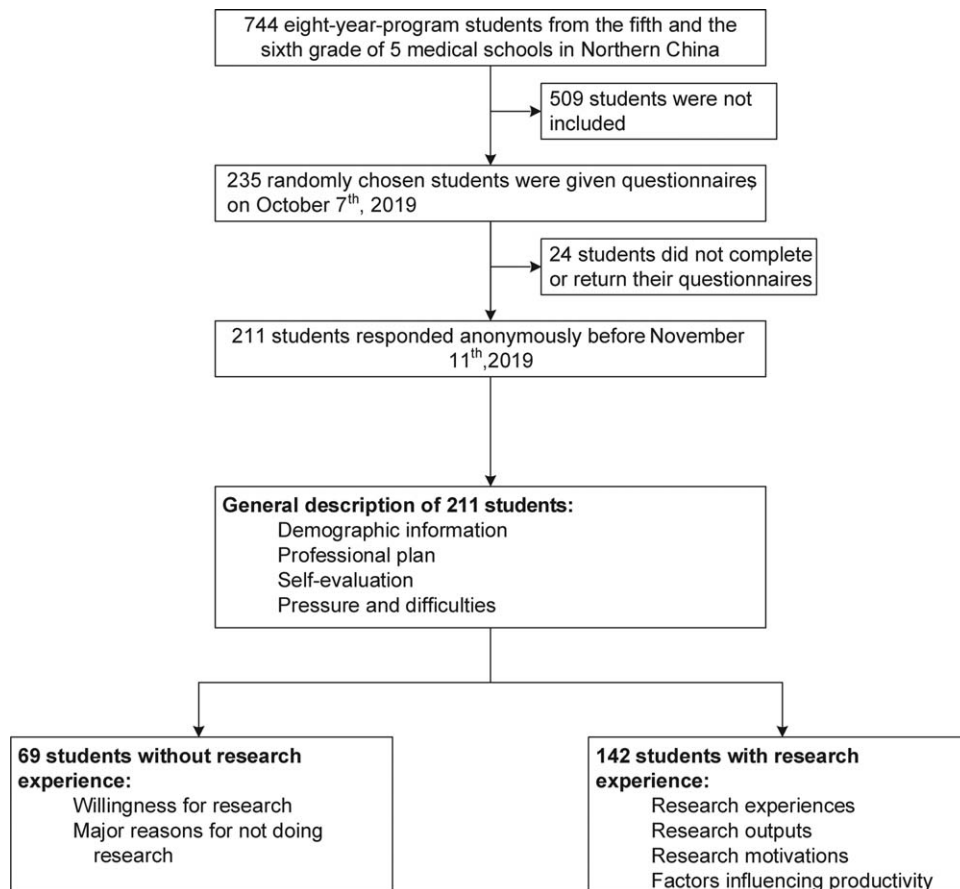 744 eight-year-program students from the fifth and the
sixth grade of 5 medical schools in Northern China
509 students were not
included
235 randomly chosen students were given questionnaires
on October 7th, 2019
24 students did not complete
or return their questionnaires
211 students responded anonymously before November
11th,2019
General description of 211 students:
Demographic information
Professional plan
Self-evaluation
Pressure and difficulties
69 students without research
experience:
Willingness for research
Major reasons for not doing
research
142 students with research
experience:
Research experiences
Research outputs
Research motivations
Factors influencing productivity